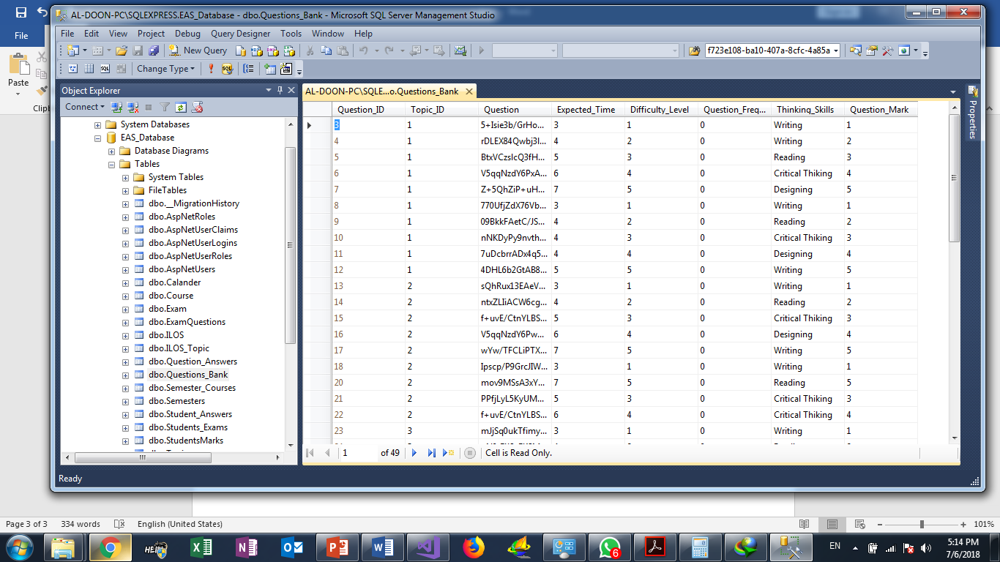 AL-DOON-PC\SQLEXPRESS.EAS_Database - dbo.Questions_Bank - Microsoft SQL Server Management Studio
File
File Edit View Project Debug Query Designer Tools Window Help
New Query
f723e108-ba10-407a-8cfc-4a85a
Change Type
Paste
Clipb
Object Explorer
Connect
System Databases
EAS_Database
Database Diagrams
Tables
System Tables
FileTables
dbo.__MigrationHistory
dbo.AspNetRoles
dbo.AspNetUserClaims
dbo.AspNetUserLogins
dbo.AspNetUserRoles
dbo.AspNetUsers
dbo.Calander
dbo.Course
dbo.Exam
dbo.ExamQuestions
dbo.ILOS
dbo.ILOS_Topic
dbo.Question_Answers
dbo.Questions_Bank
dbo.Semester_Courses
dbo.Semesters
dbo.Student_Answers
dbo.Students_Exams
dbo.StudentsMarks
AL-DOON-PC\SQLE...o.Questions_Bank
Properties
Question_ID Topic_ID Question Expected_Time Difficulty_Level Question_Freq... Thinking_Skills Question_Mark
3 1 5+Isie3b/GrHo... 3 1 0 Writing 1
4 1 rDLEX84Qwbj3I... 4 2 0 Writing 2
5 1 BtxVCzsIcQ3fH... 5 3 0 Reading 3
6 1 V5qqNzdY6PxA... 6 4 0 Critical Thiking 4
7 1 Z+5QhZiP+uH... 7 5 0 Designing 5
8 1 770UfjZdX76Vb... 3 1 0 Writing 1
9 1 09BkkFAetC/JS... 4 2 0 Reading 2
10 1 nNKDyPy9nvth... 4 3 0 Critical Thiking 3
11 1 7uDcbrrADx4q5... 4 4 0 Designing 4
12 1 4DHL6b2GtAB8... 5 5 0 Writing 5
13 2 sQhRux13EAeV... 3 1 0 Writing 1
14 2 ntxZLIiACW6cg... 4 2 0 Reading 2
15 2 f+uvE/CtnYLBS... 5 3 0 Critical Thiking 3
16 2 V5qqNzdY6Pw... 6 4 0 Designing 4
17 2 wYw/TFCLiPTX... 7 5 0 Writing 5
18 2 Ipscp/P9GrcJIW... 3 1 0 Writing 1
20 2 mov9MSsA3xY... 7 5 0 Reading 5
21 2 PPfjLyL5KyUM... 5 3 0 Critical Thiking 3
22 2 f+uvE/CtnYLBS... 6 4 0 Critical Thiking 4
23 3 mJjSq0ukTfimy... 3 1 0 Writing 1
1 of 49 Cell is Read Only.
Ready
Page 3 of 3 334 words English (United States) 101%
EN 5:14 PM
7/6/2018